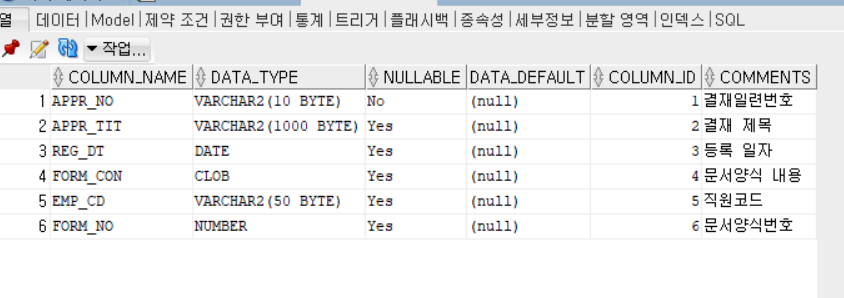 열 | 데이터 | Model | 제약 조건 | 권한 부여 | 통계 | 트리거 | 플래시백 | 종속성 | 세부정보 | 분할 영역 | 인덱스 | SQL
작업...
COLUMN_NAME DATA_TYPE NULLABLE DATA_DEFAULT COLUMN_ID COMMENTS
1 APPR_NO VARCHAR2(10 BYTE) No (null) 1 결재일련번호
2 APPR_TIT VARCHAR2(1000 BYTE) Yes (null) 2 결재 제목
3 REG_DT DATE Yes (null) 3 등록 일자
4 FORM_CON CLOB Yes (null) 4 문서양식 내용
5 EMP_CD VARCHAR2(50 BYTE) Yes (null) 5 직원코드
6 FORM_NO NUMBER Yes (null) 6 문서양식번호